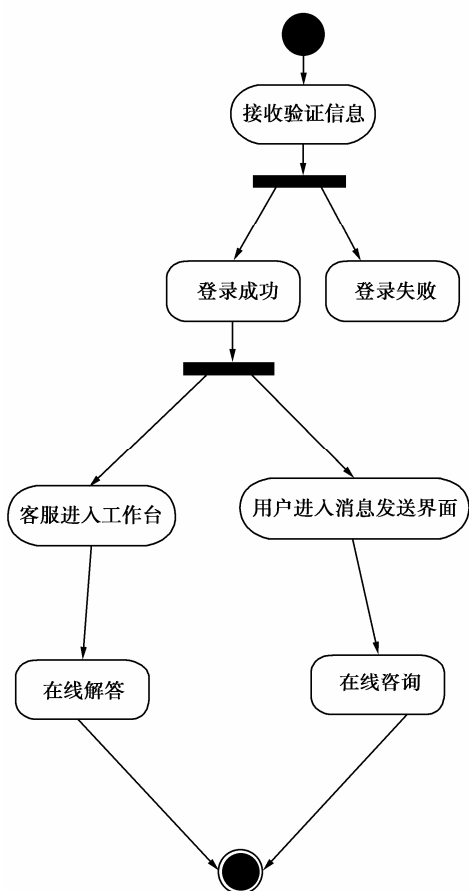 接收验证信息
登录成功
登录失败
客服进入工作台
用户进入消息发送界面
在线解答
在线咨询